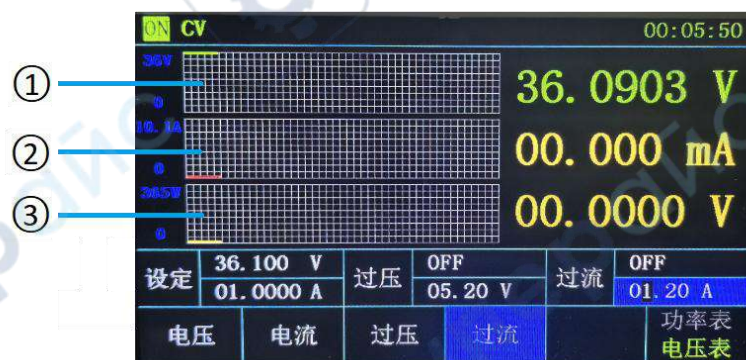 ON CV 00:05:50
① 36V 36.0903 V
0
② 10.1A 00.000 mA
0
③ 365W 00.0000 V
0
设定 36.100 V 过压 OFF 过流 OFF
01.0000 A 05.20 V 01.20 A
电压 电流 过压 过流 功率表
电压表